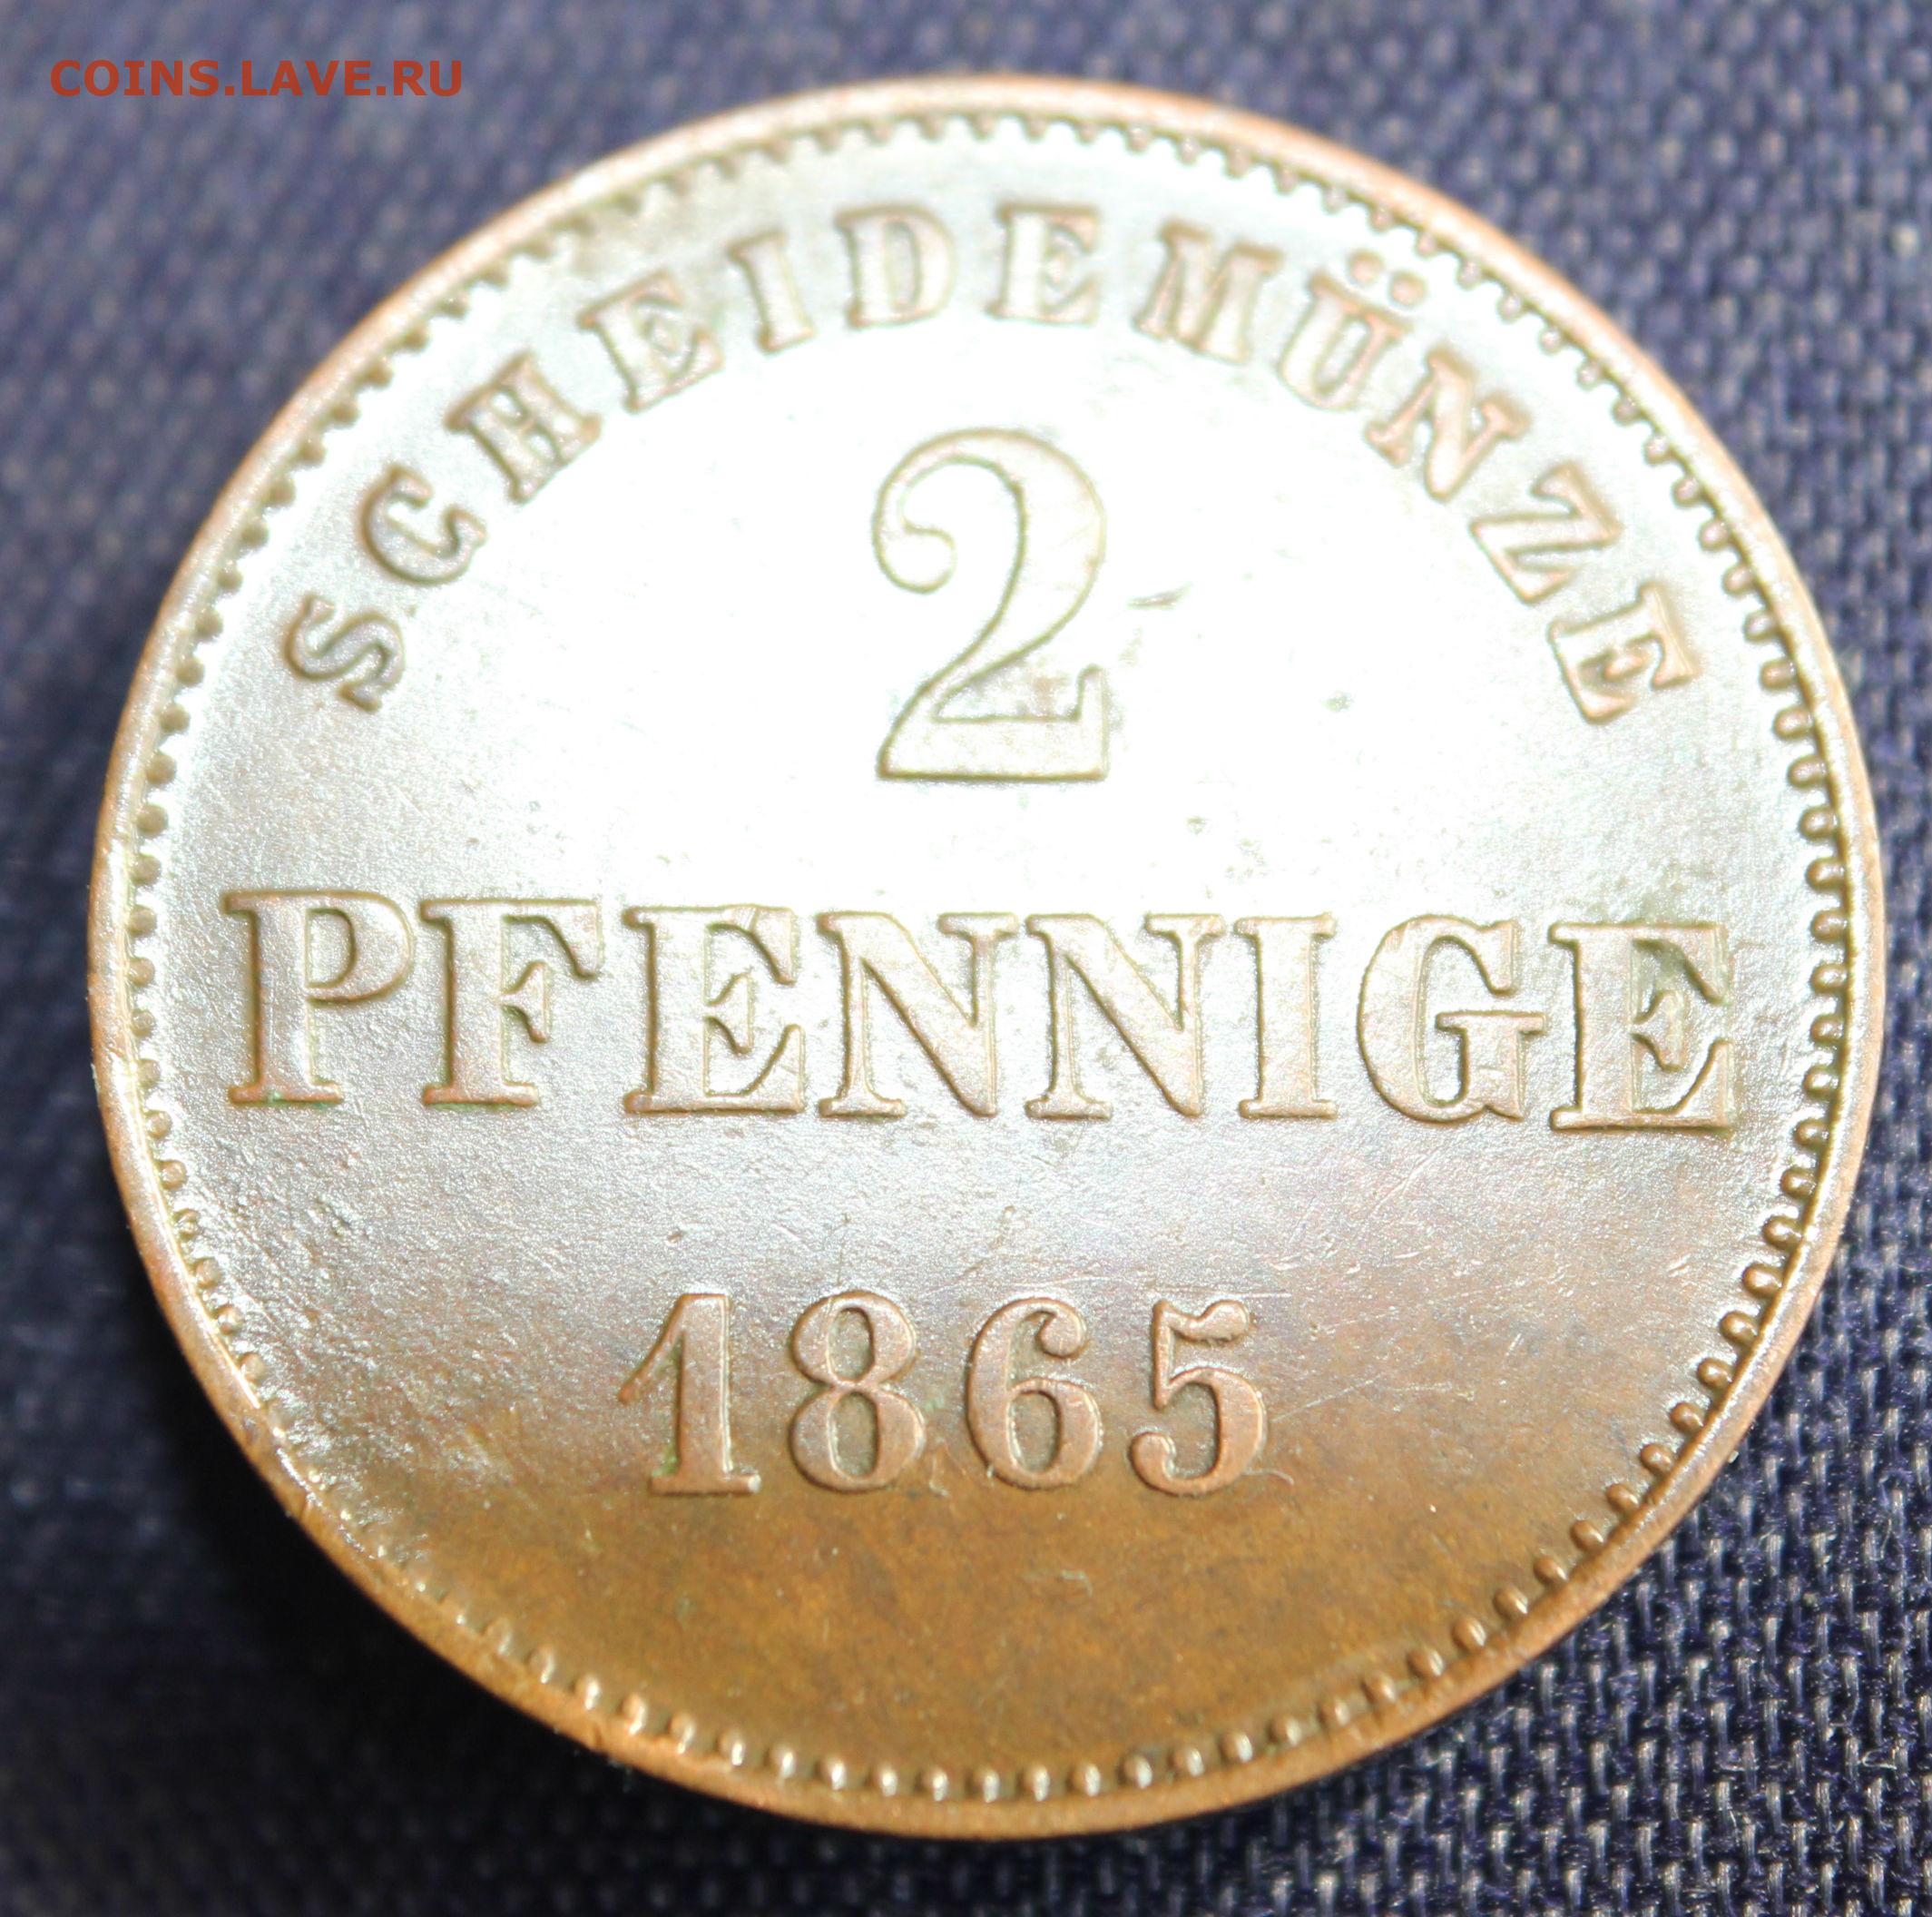 COINS.LAVE.RU
SCHEIDEMÜNZE
2
PFENNIGE
1865